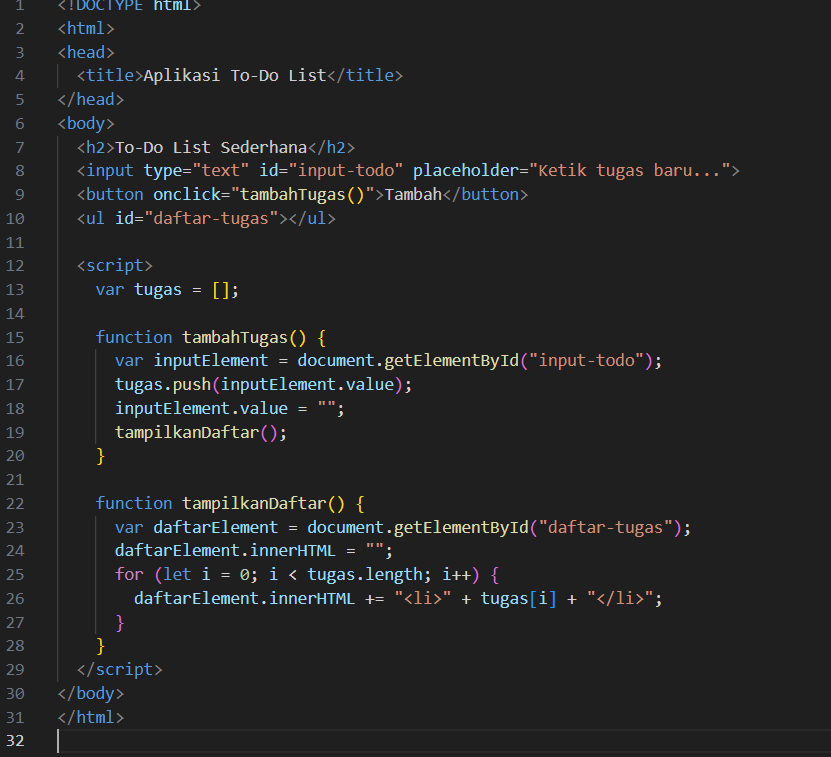 1 <!DOCTYPE html>
2 <html>
3 <head>
4 <title>Aplikasi To-Do List</title>
5 </head>
6 <body>
7 <h2>To-Do List Sederhana</h2>
8 <input type="text" id="input-todo" placeholder="Ketik tugas baru...">
9 <button onclick="tambahTugas()">Tambah</button>
10 <ul id="daftar-tugas"></ul>
11
12 <script>
13 var tugas = [];
14
15 function tambahTugas() {
16 var inputElement = document.getElementById("input-todo");
17 tugas.push(inputElement.value);
18 inputElement.value = "";
19 tampilkanDaftar();
20 }
21
22 function tampilkanDaftar() {
23 var daftarElement = document.getElementById("daftar-tugas");
24 daftarElement.innerHTML = "";
25 for (let i = 0; i < tugas.length; i++) {
26 daftarElement.innerHTML += "<li>" + tugas[i] + "</li>";
27 }
28 }
29 </script>
30 </body>
31 </html>
32